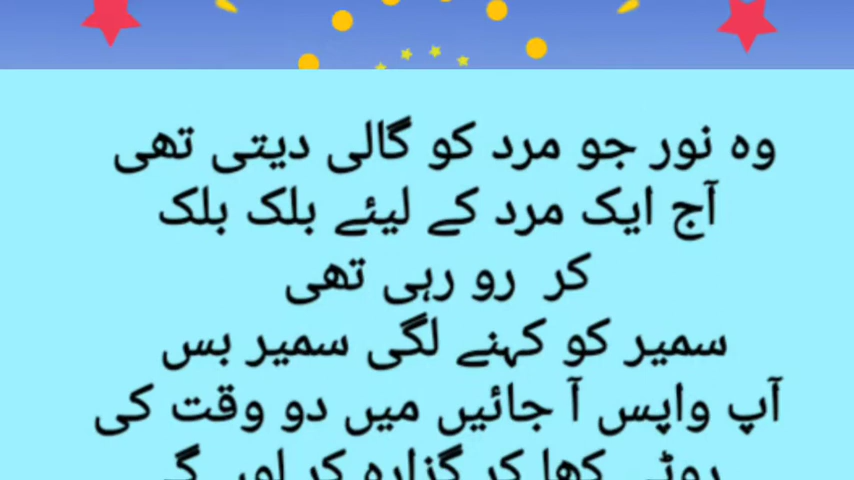 وہ نور جو مرد کو گالی دیتی تھی
آج ایک مرد کے لیئے بلک بلک
کر رو رہی تھی
سمیر کو کہنے لگی سمیر بس
آپ واپس آ جائیں میں دو وقت کی
روٹی کھا کر گزارہ کر لوں گی